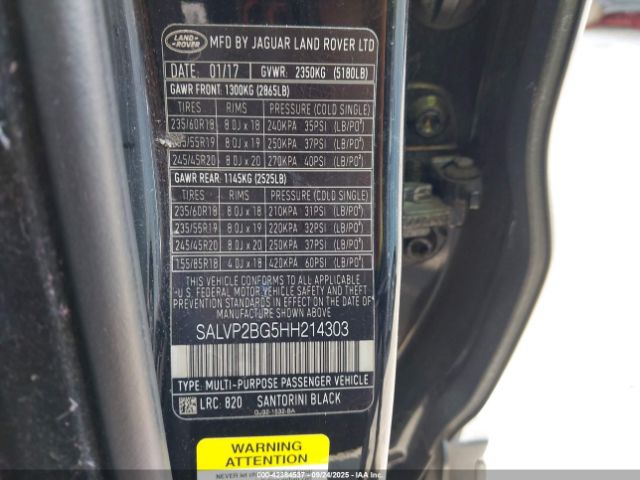 LAND-ROVER MFD BY JAGUAR LAND ROVER LTD
DATE: 01/17 GVWR: 2350KG (5180LB)
GAWR FRONT: 1300KG (2865LB)
TIRES RIMS PRESSURE (COLD SINGLE)
235/60R18 8.0J x 18 240KPA 35PSI (LB/PO²)
/55R19 8.0J x 19 250KPA 37PSI (LB/PO²)
245/45R20 8.0J x 20 270KPA 40PSI (LB/PO²)
GAWR REAR: 1145KG (2525LB)
TIRES RIMS PRESSURE (COLD SINGLE)
235/60R18 8.0J x 18 210KPA 31PSI (LB/PO²)
235/55R19 8.0J x 19 220KPA 32PSI (LB/PO²)
245/45R20 8.0J x 20 250KPA 37PSI (LB/PO²)
155/85R18 4.0J x 18 420KPA 60PSI (LB/PO²)
THIS VEHICLE CONFORMS TO ALL APPLICABLE
U.S. FEDERAL MOTOR VEHICLE SAFETY AND THEFT
PREVENTION STANDARDS IN EFFECT ON THE DATE OF
MANUFACTURE SHOWN ABOVE
SALVP2BG5HH214303
TYPE: MULTI-PURPOSE PASSENGER VEHICLE
LRC: 820 SANTORINI BLACK
GJ32-1532-BA
WARNING
ATTENTION
00-42384537 - 09/24/2025 - IAA Inc.